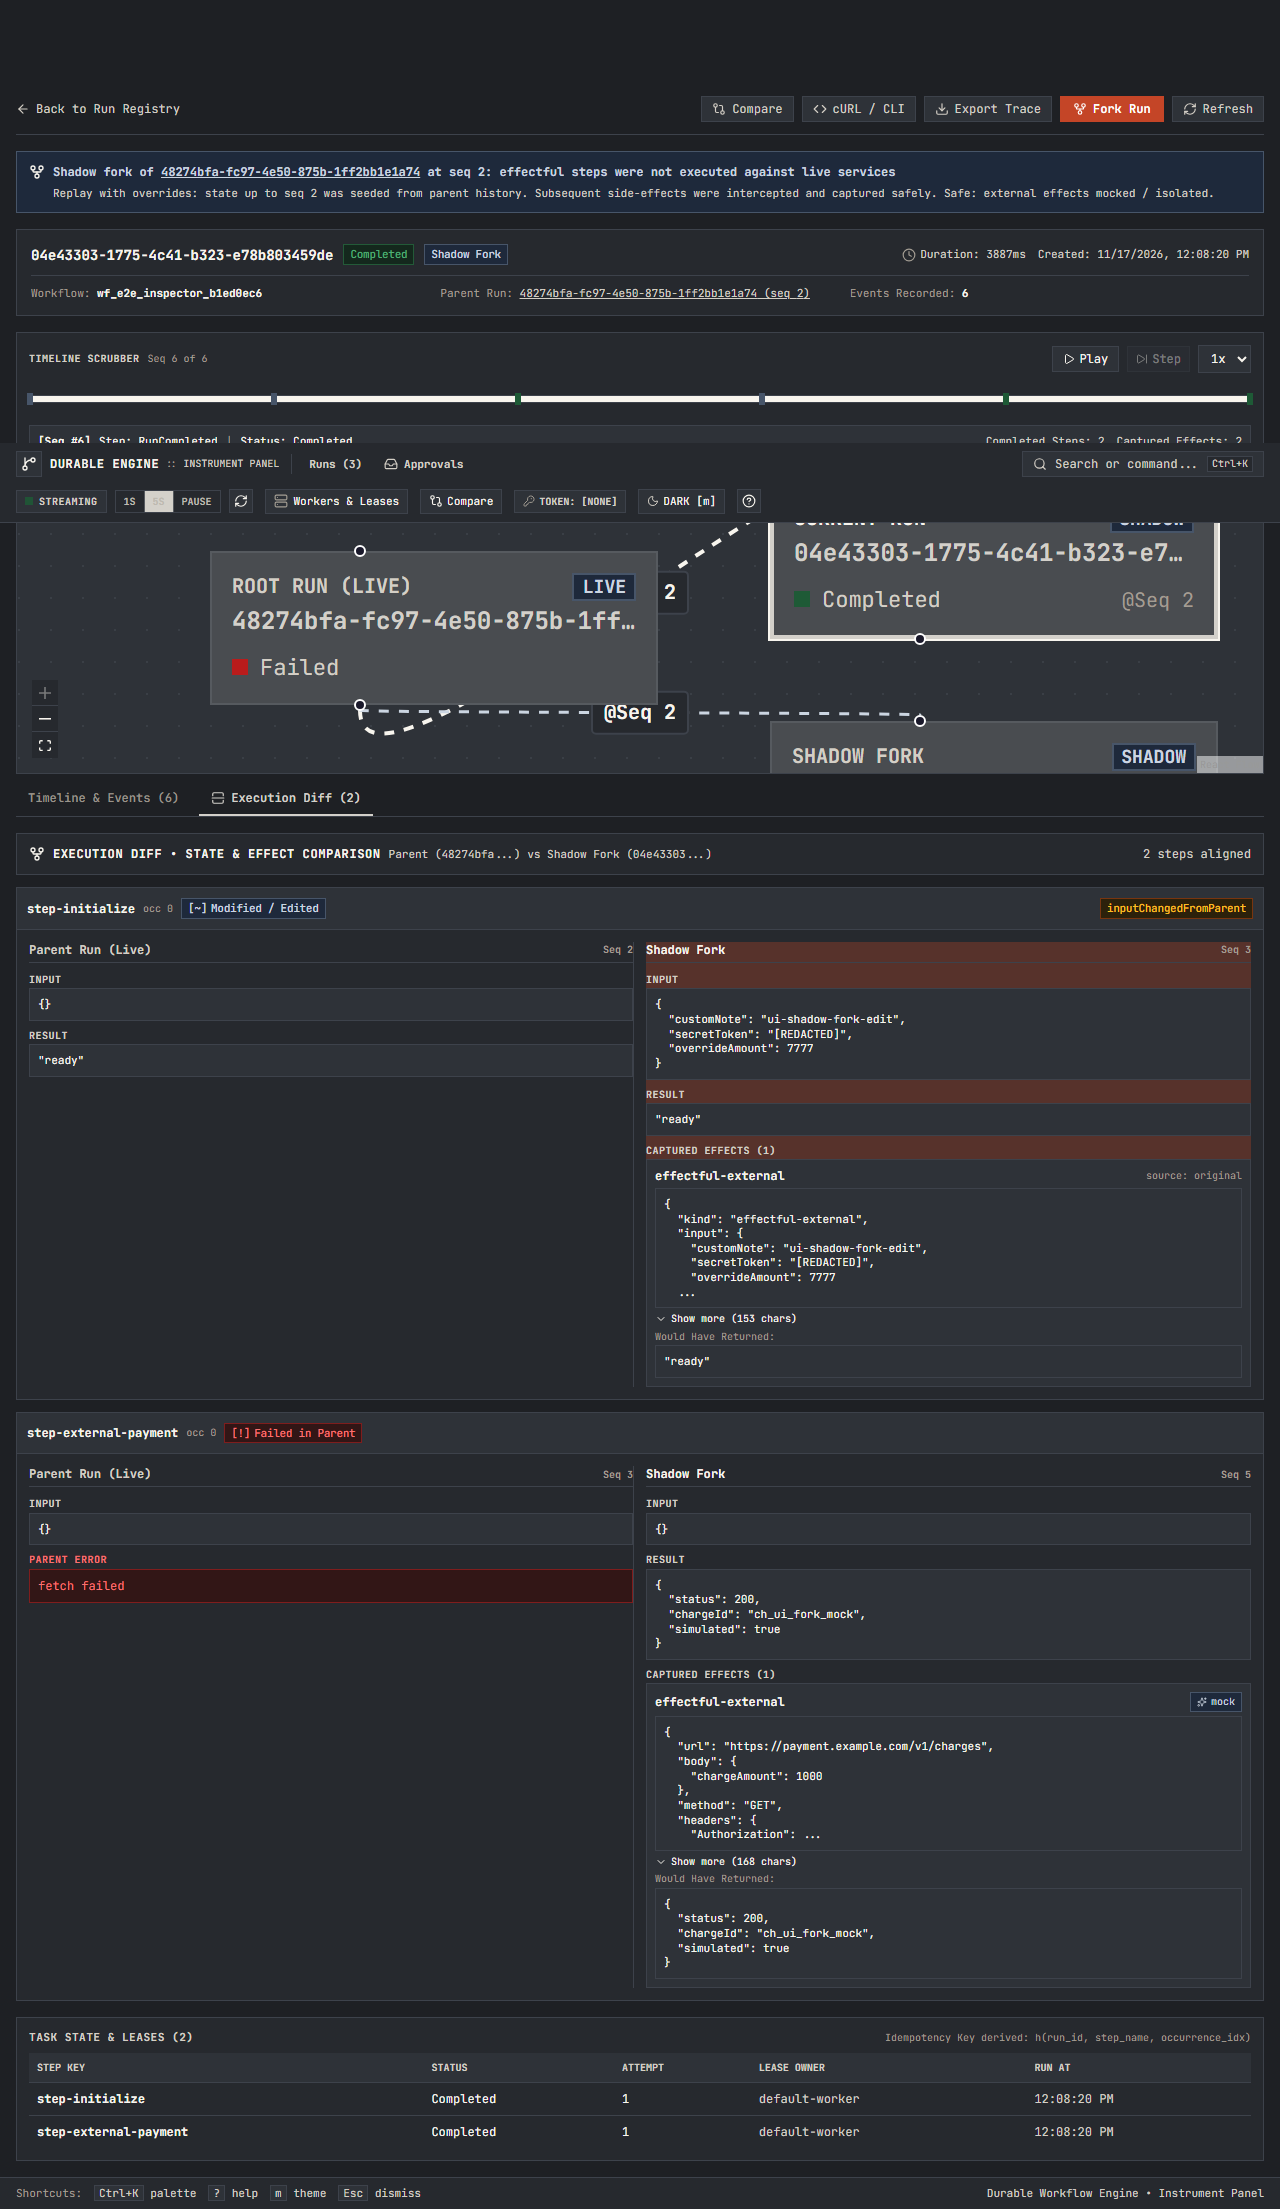 Back to Run Registry
Compare
cURL / CLI
Export Trace
Fork Run
Refresh
Shadow fork of 48274bfa-fc97-4e50-875b-1ff2bb1e1a74 at seq 2: effectful steps were not executed against live services
Replay with overrides: state up to seq 2 was seeded from parent history. Subsequent side-effects were intercepted and captured safely. Safe: external effects mocked / isolated.
04e43303-1775-4c41-b323-e78b803459de Completed Shadow Fork
Duration: 3887ms Created: 11/17/2026, 12:08:20 PM
Workflow: wf_e2e_inspector_b1ed0ec6
Parent Run: 48274bfa-fc97-4e50-875b-1ff2bb1e1a74 (seq 2)
Events Recorded: 6
TIMELINE SCRUBBER Seq 6 of 6
Play
Step
1x
[Seq #6] Step: RunCompleted | Status: Completed
Completed Steps: 2 Captured Effects: 2
DURABLE ENGINE :: INSTRUMENT PANEL
Runs (3)
Approvals
Search or command... Ctrl+K
STREAMING
1S
5S
PAUSE
Workers & Leases
Compare
TOKEN: [NONE]
DARK [m]
CURRENT RUN
SHADOW
04e43303-1775-4c41-b323-e7…
Completed
@Seq 2
ROOT RUN (LIVE)
LIVE
48274bfa-fc97-4e50-875b-1ff…
Failed
2
@Seq 2
SHADOW FORK
SHADOW
Timeline & Events (6)
Execution Diff (2)
EXECUTION DIFF • STATE & EFFECT COMPARISON Parent (48274bfa...) vs Shadow Fork (04e43303...)
2 steps aligned
step-initialize occ 0 [~] Modified / Edited
inputChangedFromParent
Parent Run (Live)
Seq 2
INPUT
{}
RESULT
"ready"
Shadow Fork
Seq 3
INPUT
{
"customNote": "ui-shadow-fork-edit",
"secretToken": "[REDACTED]",
"overrideAmount": 7777
}
RESULT
"ready"
CAPTURED EFFECTS (1)
effectful-external
source: original
{
"kind": "effectful-external",
"input": {
"customNote": "ui-shadow-fork-edit",
"secretToken": "[REDACTED]",
"overrideAmount": 7777
...
Show more (153 chars)
Would Have Returned:
"ready"
step-external-payment occ 0 [!] Failed in Parent
Parent Run (Live)
Seq 3
INPUT
{}
PARENT ERROR
fetch failed
Shadow Fork
Seq 5
INPUT
{}
RESULT
{
"status": 200,
"chargeId": "ch_ui_fork_mock",
"simulated": true
}
CAPTURED EFFECTS (1)
effectful-external
mock
{
"url": "https://payment.example.com/v1/charges",
"body": {
"chargeAmount": 1000
},
"method": "GET",
"headers": {
"Authorization": ...
Show more (168 chars)
Would Have Returned:
{
"status": 200,
"chargeId": "ch_ui_fork_mock",
"simulated": true
}
TASK STATE & LEASES (2)
Idempotency Key derived: h(run_id, step_name, occurrence_idx)
STEP KEY STATUS ATTEMPT LEASE OWNER RUN AT
step-initialize Completed 1 default-worker 12:08:20 PM
step-external-payment Completed 1 default-worker 12:08:20 PM
Shortcuts: Ctrl+K palette ? help m theme Esc dismiss
Durable Workflow Engine • Instrument Panel